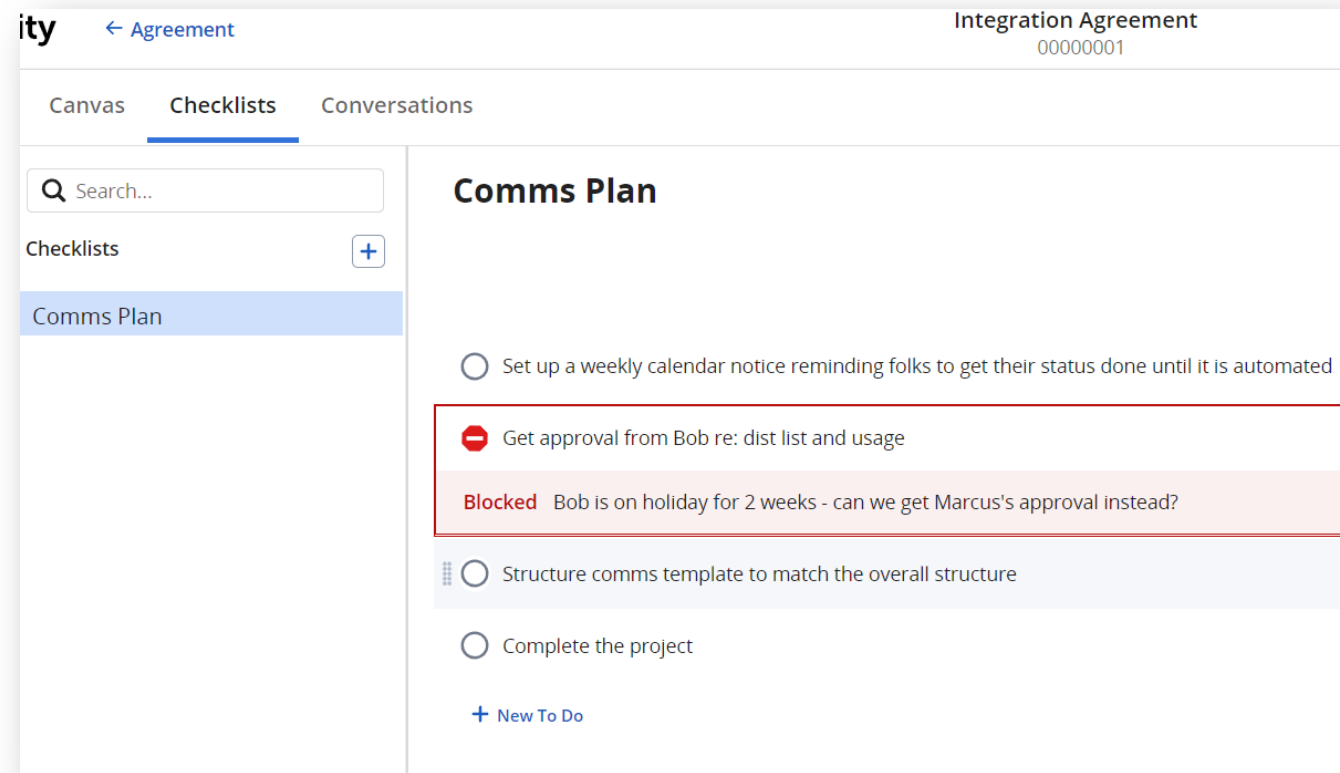 ity
← Agreement
Integration Agreement
00000001
Canvas
Checklists
Conversations
Search...
Checklists
+
Comms Plan
Comms Plan
Set up a weekly calendar notice reminding folks to get their status done until it is automated
Get approval from Bob re: dist list and usage
Blocked Bob is on holiday for 2 weeks - can we get Marcus's approval instead?
Structure comms template to match the overall structure
Complete the project
+ New To Do